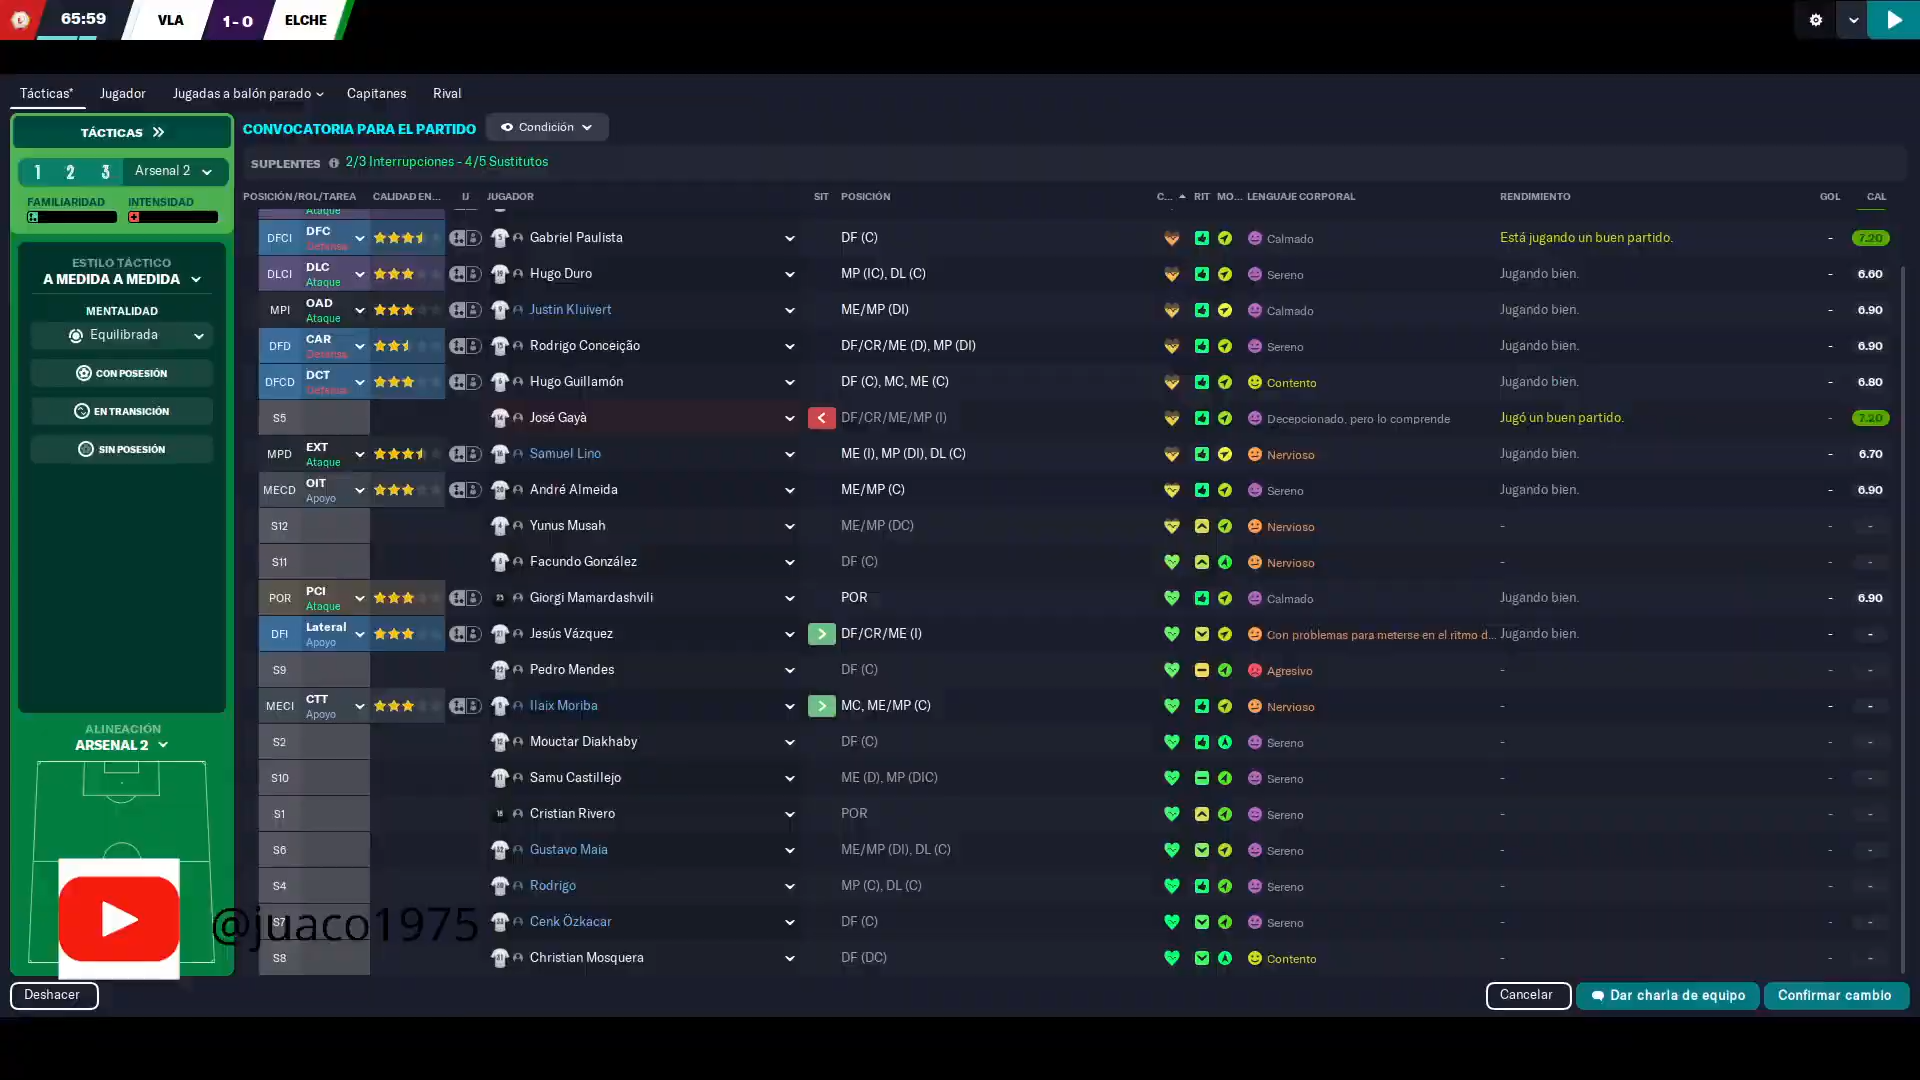 65:59 VLA 1 - 0 ELCHE
Tácticas* Jugador Jugadas a balón parado Capitanes Rival
TÁCTICAS
CONVOCATORIA PARA EL PARTIDO Condición
1 2 3 Arsenal 2
SUPLENTES 2/3 Interrupciones - 4/5 Sustitutos
FAMILIARIDAD INTENSIDAD
POSICIÓN/ROL/TAREA CALIDAD EN... IJ JUGADOR SIT POSICIÓN C... RIT MO... LENGUAJE CORPORAL RENDIMIENTO GOL CAL
Ataque
DFCI DFC Defensa Gabriel Paulista DF (C) Calmado Está jugando un buen partido. - 7.20
DLCI DLC Ataque Hugo Duro MP (IC), DL (C) Sereno Jugando bien. - 6.60
MPI OAD Ataque Justin Kluivert ME/MP (DI) Calmado Jugando bien. - 6.90
DFD CAR Defensa Rodrigo Conceição DF/CR/ME (D), MP (DI) Sereno Jugando bien. - 6.90
DFCD DCT Defensa Hugo Guillamón DF (C), MC, ME (C) Contento Jugando bien. - 6.80
S5 José Gayà DF/CR/ME/MP (I) Decepcionado, pero lo comprende Jugó un buen partido. - 7.20
MPD EXT Ataque Samuel Lino ME (I), MP (DI), DL (C) Nervioso Jugando bien. - 6.70
MECD OIT Apoyo André Almeida ME/MP (C) Sereno Jugando bien. - 6.90
S12 Yunus Musah ME/MP (DC) Nervioso - - -
S11 Facundo González DF (C) Nervioso - - -
POR PCI Ataque Giorgi Mamardashvili POR Calmado Jugando bien. - 6.90
DFI Lateral Apoyo Jesús Vázquez DF/CR/ME (I) Con problemas para meterse en el ritmo d... Jugando bien. - -
S9 Pedro Mendes DF (C) Agresivo - - -
MECI CTT Apoyo Ilaix Moriba MC, ME/MP (C) Nervioso - - -
S2 Mouctar Diakhaby DF (C) Sereno - - -
S10 Samu Castillejo ME (D), MP (DIC) Sereno - - -
S1 Cristian Rivero POR Sereno - - -
S6 Gustavo Maia ME/MP (DI), DL (C) Sereno - - -
S4 Rodrigo MP (C), DL (C) Sereno - - -
S7 Cenk Özkacar DF (C) Sereno - - -
S8 Christian Mosquera DF (DC) Contento - - -
ESTILO TÁCTICO
A MEDIDA A MEDIDA
MENTALIDAD
Equilibrada
CON POSESIÓN
EN TRANSICIÓN
SIN POSESIÓN
ALINEACIÓN
ARSENAL 2
@juaco1975
Deshacer Cancelar Dar charla de equipo Confirmar cambio